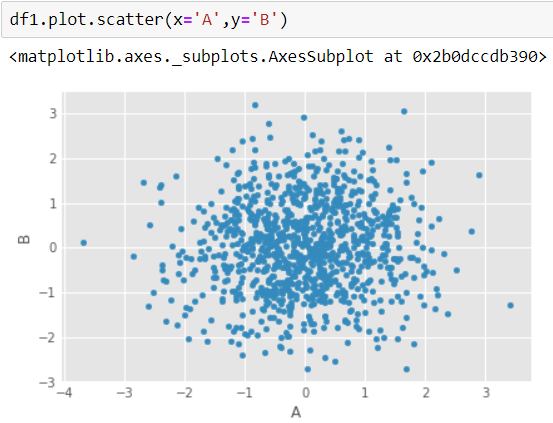 df1.plot.scatter(x='A',y='B')
<matplotlib.axes._subplots.AxesSubplot at 0x2b0dccdb390>
3
2
1
0
−1
−2
−3
B
−4 −3 −2 −1 0 1 2 3
A